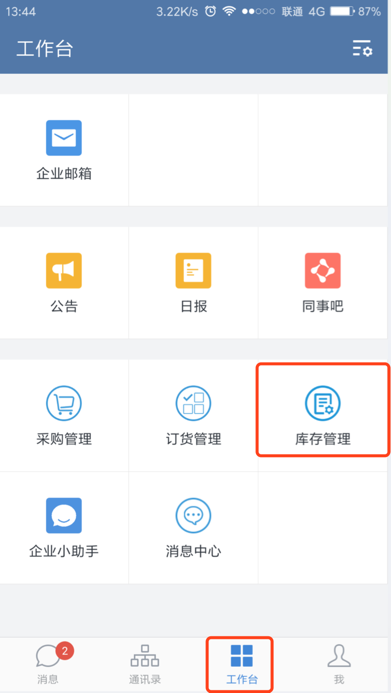 13:44 3.22K/s 联通 4G 87%
工作台
企业邮箱
公告 日报 同事吧
采购管理 订货管理 库存管理
企业小助手 消息中心
2
消息 通讯录 工作台 我